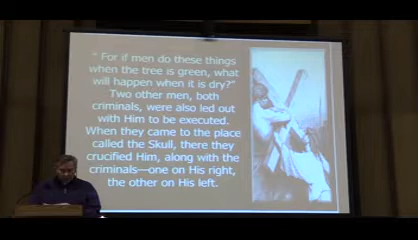 " For if men do these things
when the tree is green, what
will happen when it is dry?"
Two other men, both
criminals, were also led out
with Him to be executed.
When they came to the place
called the Skull, there they
crucified Him, along with the
criminals—one on His right,
the other on His left.